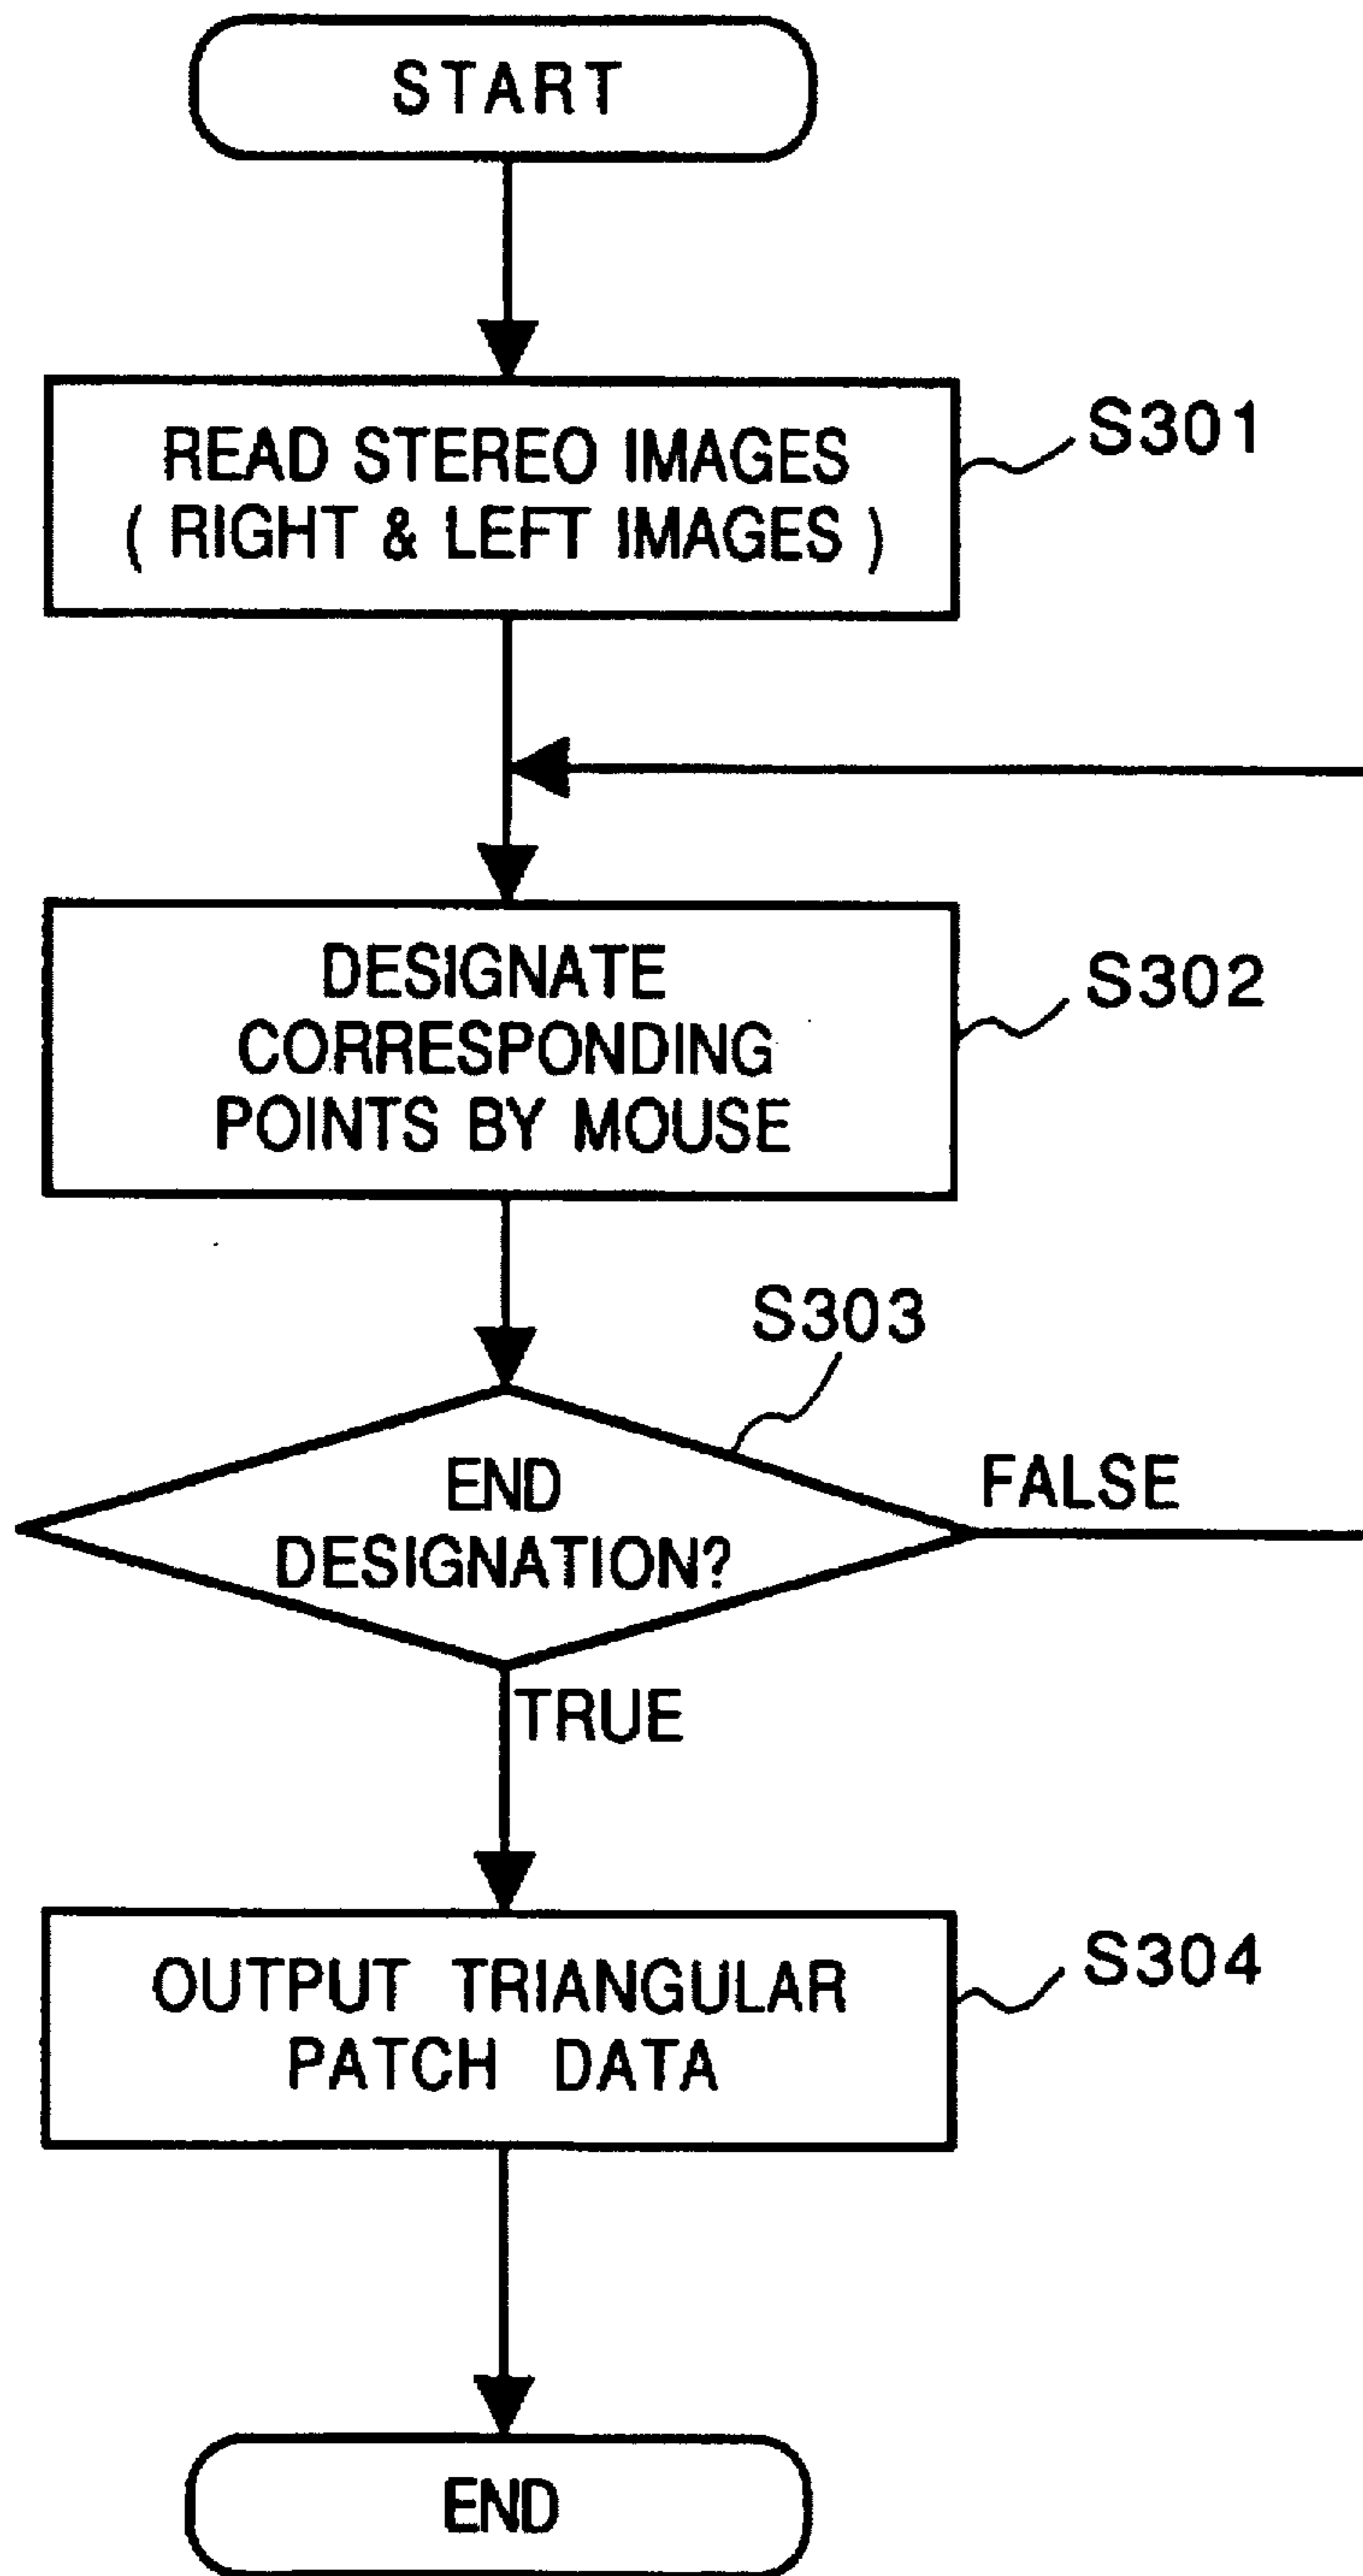 START
READ STEREO IMAGES
( RIGHT & LEFT IMAGES )
S301
DESIGNATE
CORRESPONDING
POINTS BY MOUSE
S302
S303
END
DESIGNATION?
FALSE
TRUE
OUTPUT TRIANGULAR
PATCH DATA
S304
END